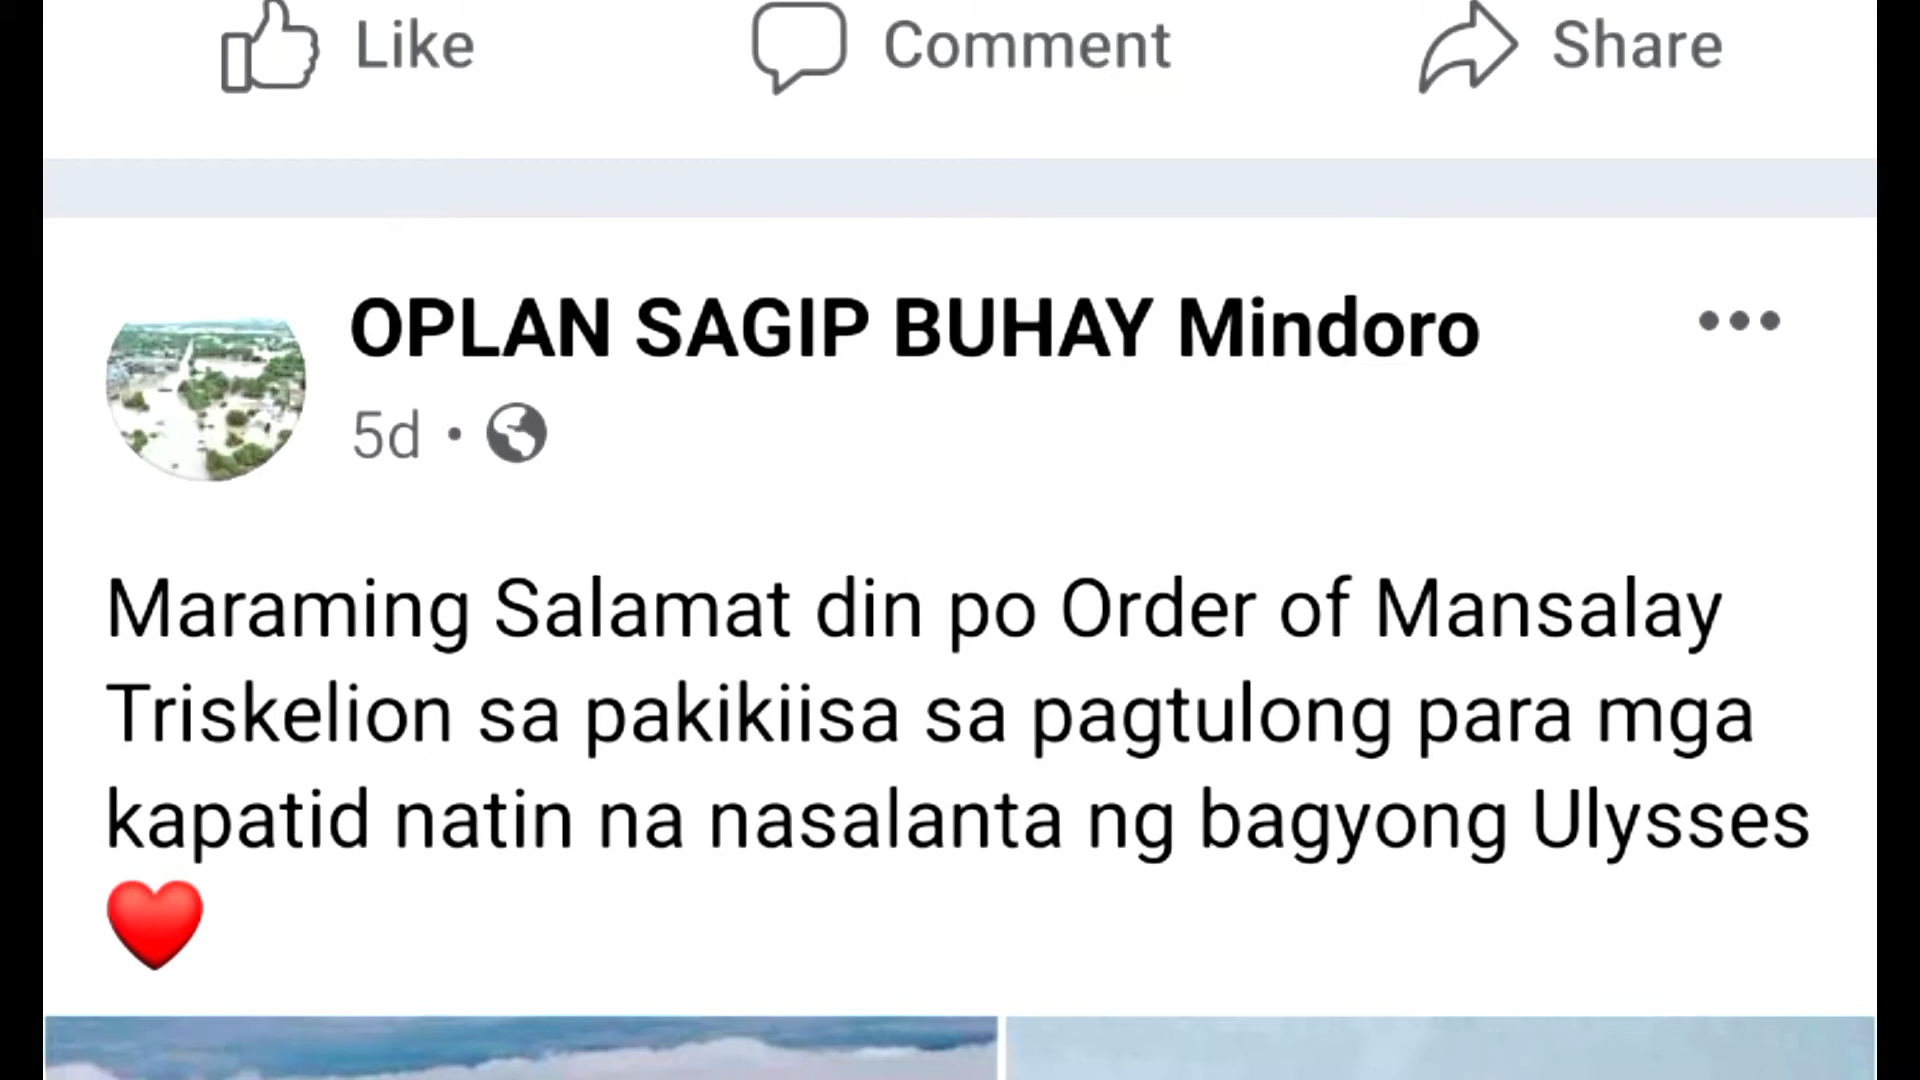 Like Comment Share
OPLAN SAGIP BUHAY Mindoro
5d
Maraming Salamat din po Order of Mansalay
Triskelion sa pakikiisa sa pagtulong para mga
kapatid natin na nasalanta ng bagyong Ulysses